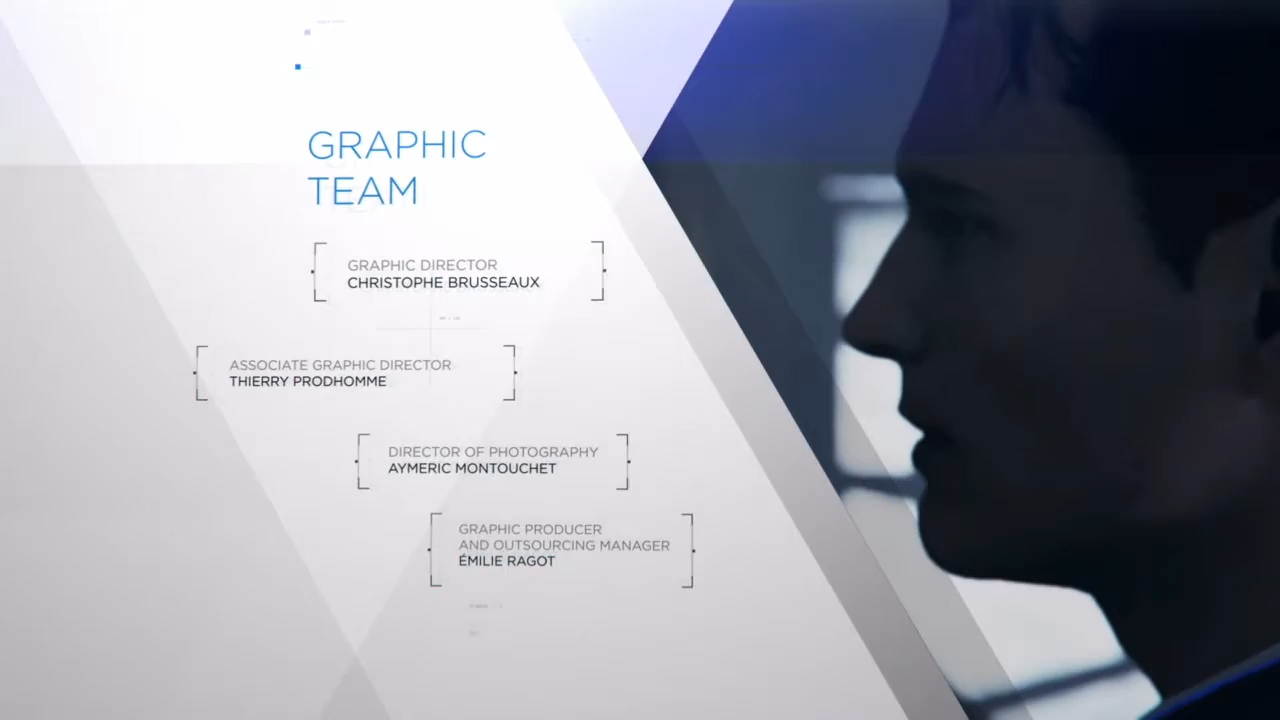 GRAPHIC
TEAM
GRAPHIC DIRECTOR
CHRISTOPHE BRUSSEAUX
ASSOCIATE GRAPHIC DIRECTOR
THIERRY PRODHOMME
DIRECTOR OF PHOTOGRAPHY
AYMERIC MONTOUCHET
GRAPHIC PRODUCER
AND OUTSOURCING MANAGER
ÉMILIE RAGOT